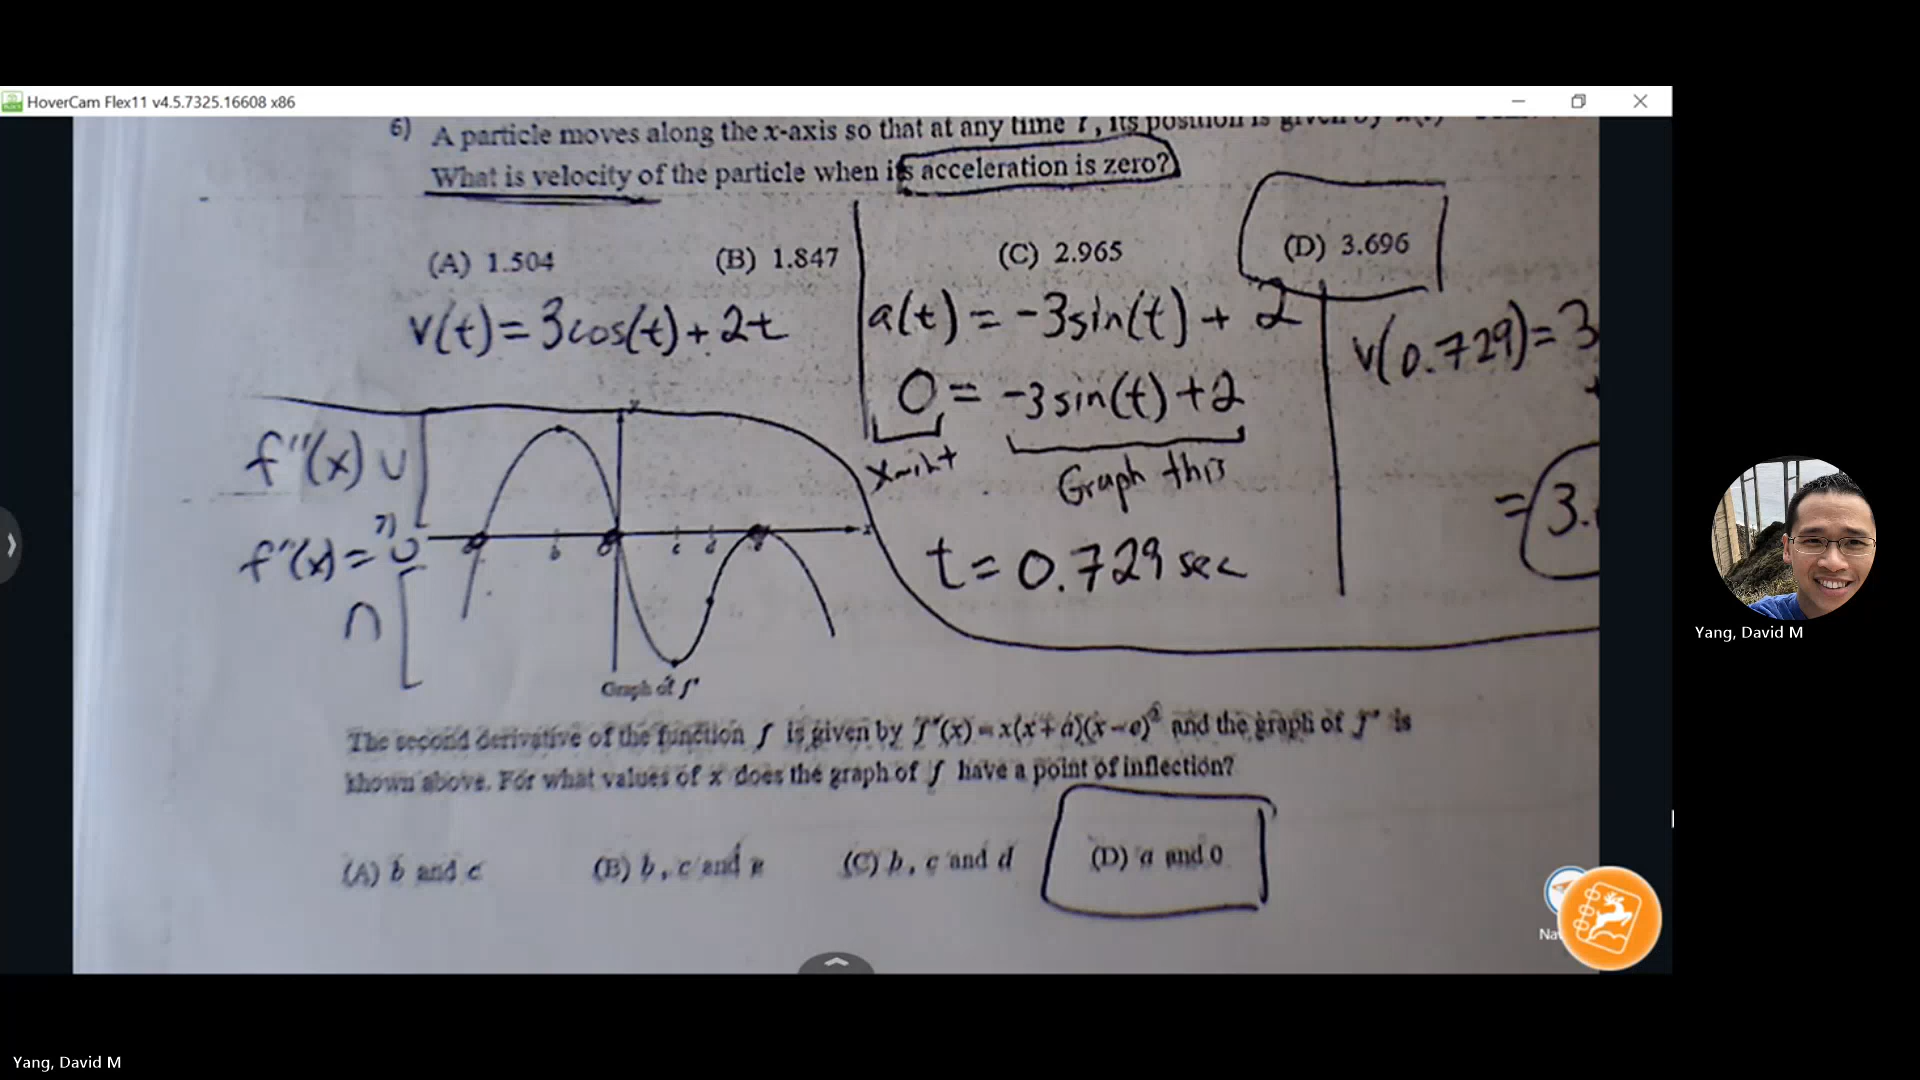 HoverCam Flex11 v4.5.7325.16608 x86
6) A particle moves along the x-axis so that at any time t, its position is given by
What is velocity of the particle when its acceleration is zero?
(A) 1.504 (B) 1.847 (C) 2.965 (D) 3.696
v(t) = 3cos(t) + 2t
a(t) = -3sin(t) + 2
v(0.729) = 3
0 = -3sin(t) + 2
x-int
Graph this
= 3.
t = 0.729 sec
f''(x) ∪
7)
f''(x) = 0
∩
y
b c d e x
Graph of f"
The second derivative of the function f is given by f"(x) = x(x+a)(x-e)² and the graph of f" is
shown above. For what values of x does the graph of f have a point of inflection?
(A) b and c (B) b, c and e (C) b, c and d (D) a and 0
Yang, David M
Yang, David M